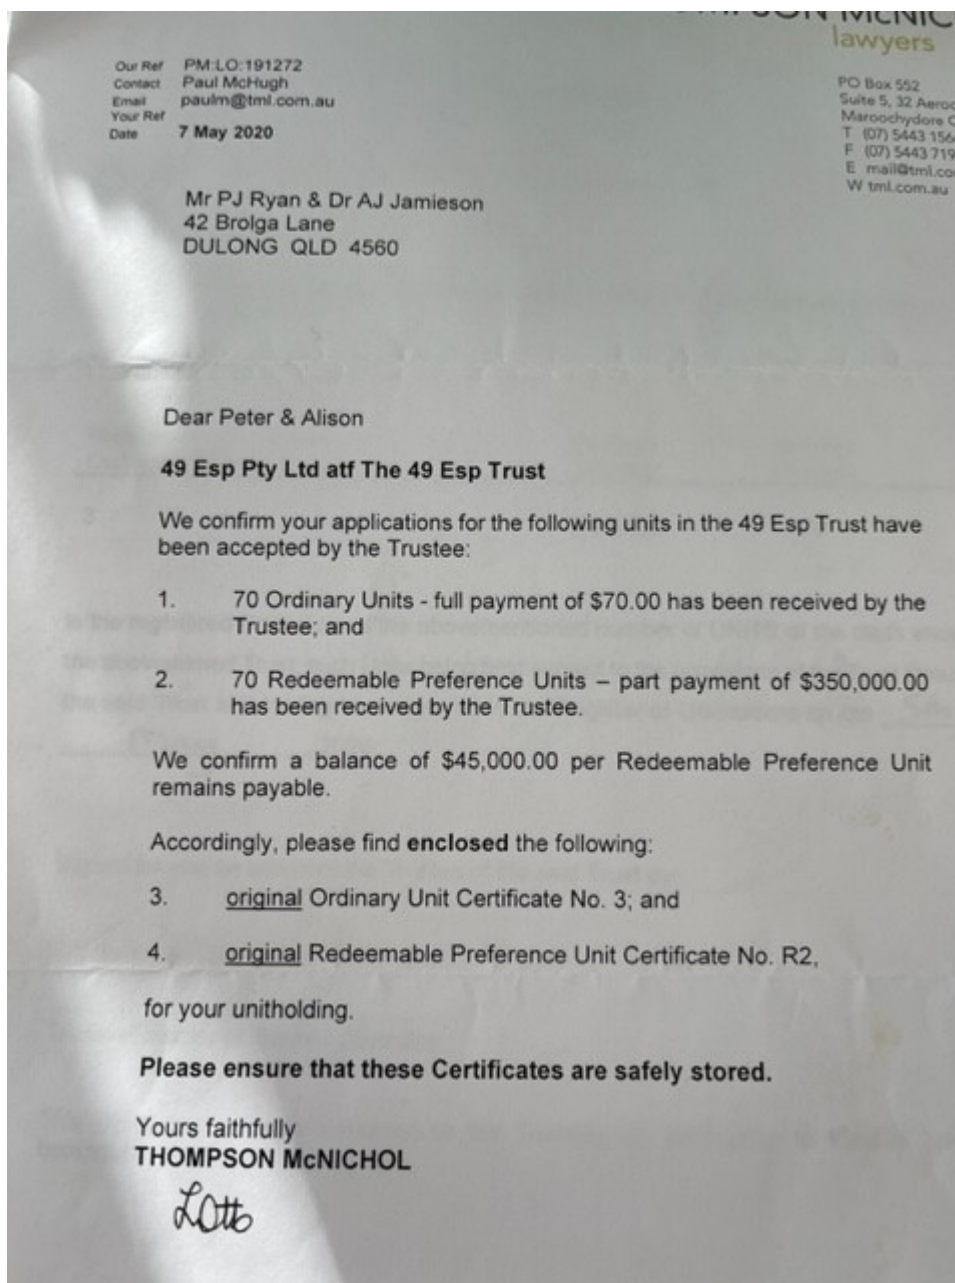 lawyers
Our Ref PM:LO:191272
Contact Paul McHugh
Email paulm@tml.com.au
Your Ref
Date 7 May 2020
PO Box 552
Suite 5, 32
Maroochydore
T (07) 5443
F (07) 5443
E mail@tml.co
W tml.com.au
Mr PJ Ryan & Dr AJ Jamieson
42 Brolga Lane
DULONG QLD 4560
Dear Peter & Alison
49 Esp Pty Ltd atf The 49 Esp Trust
We confirm your applications for the following units in the 49 Esp Trust have
been accepted by the Trustee:
1. 70 Ordinary Units - full payment of $70.00 has been received by the
Trustee; and
2. 70 Redeemable Preference Units – part payment of $350,000.00
has been received by the Trustee.
We confirm a balance of $45,000.00 per Redeemable Preference Unit
remains payable.
Accordingly, please find enclosed the following:
3. original Ordinary Unit Certificate No. 3; and
4. original Redeemable Preference Unit Certificate No. R2,
for your unitholding.
Please ensure that these Certificates are safely stored.
Yours faithfully
THOMPSON McNICHOL
LOtto